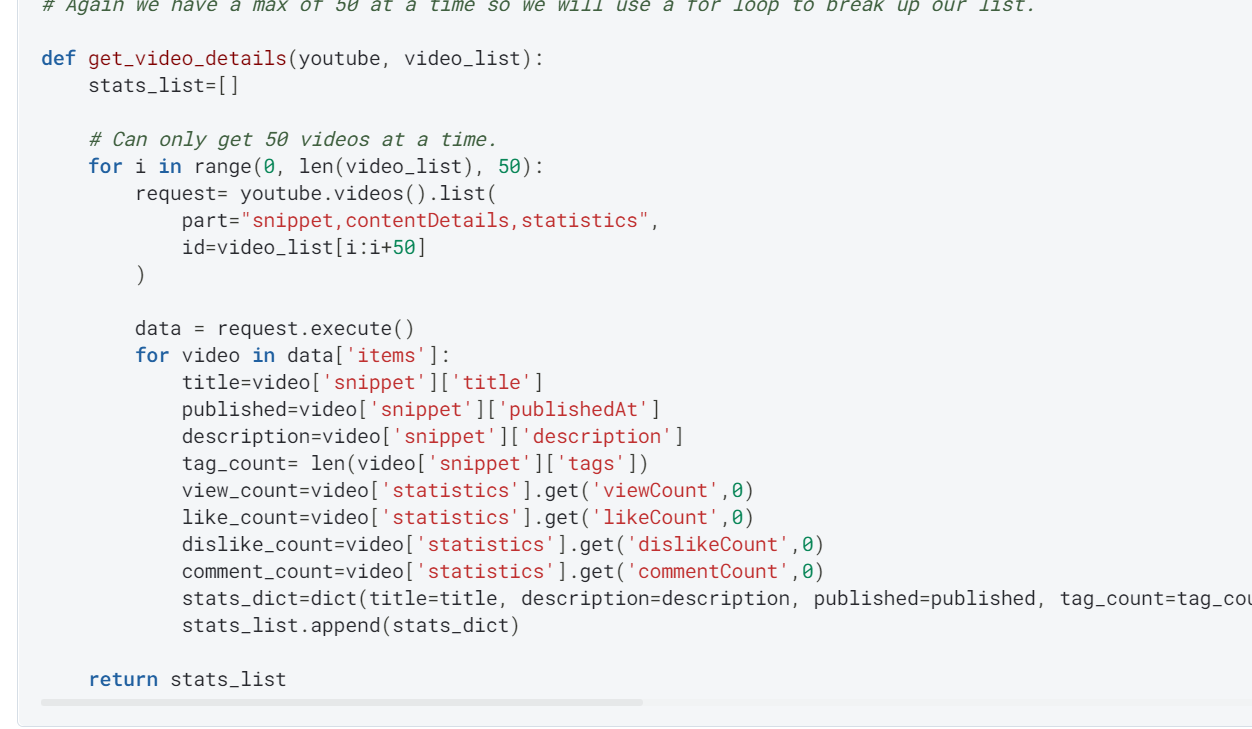 # Again we have a max of 50 at a time so we will use a for loop to break up our list.
def get_video_details(youtube, video_list):
    stats_list=[]
    # Can only get 50 videos at a time.
    for i in range(0, len(video_list), 50):
        request= youtube.videos().list(
            part="snippet,contentDetails,statistics",
            id=video_list[i:i+50]
        )
        data = request.execute()
        for video in data['items']:
            title=video['snippet']['title']
            published=video['snippet']['publishedAt']
            description=video['snippet']['description']
            tag_count= len(video['snippet']['tags'])
            view_count=video['statistics'].get('viewCount',0)
            like_count=video['statistics'].get('likeCount',0)
            dislike_count=video['statistics'].get('dislikeCount',0)
            comment_count=video['statistics'].get('commentCount',0)
            stats_dict=dict(title=title, description=description, published=published, tag_count=tag_cou
            stats_list.append(stats_dict)
    return stats_list